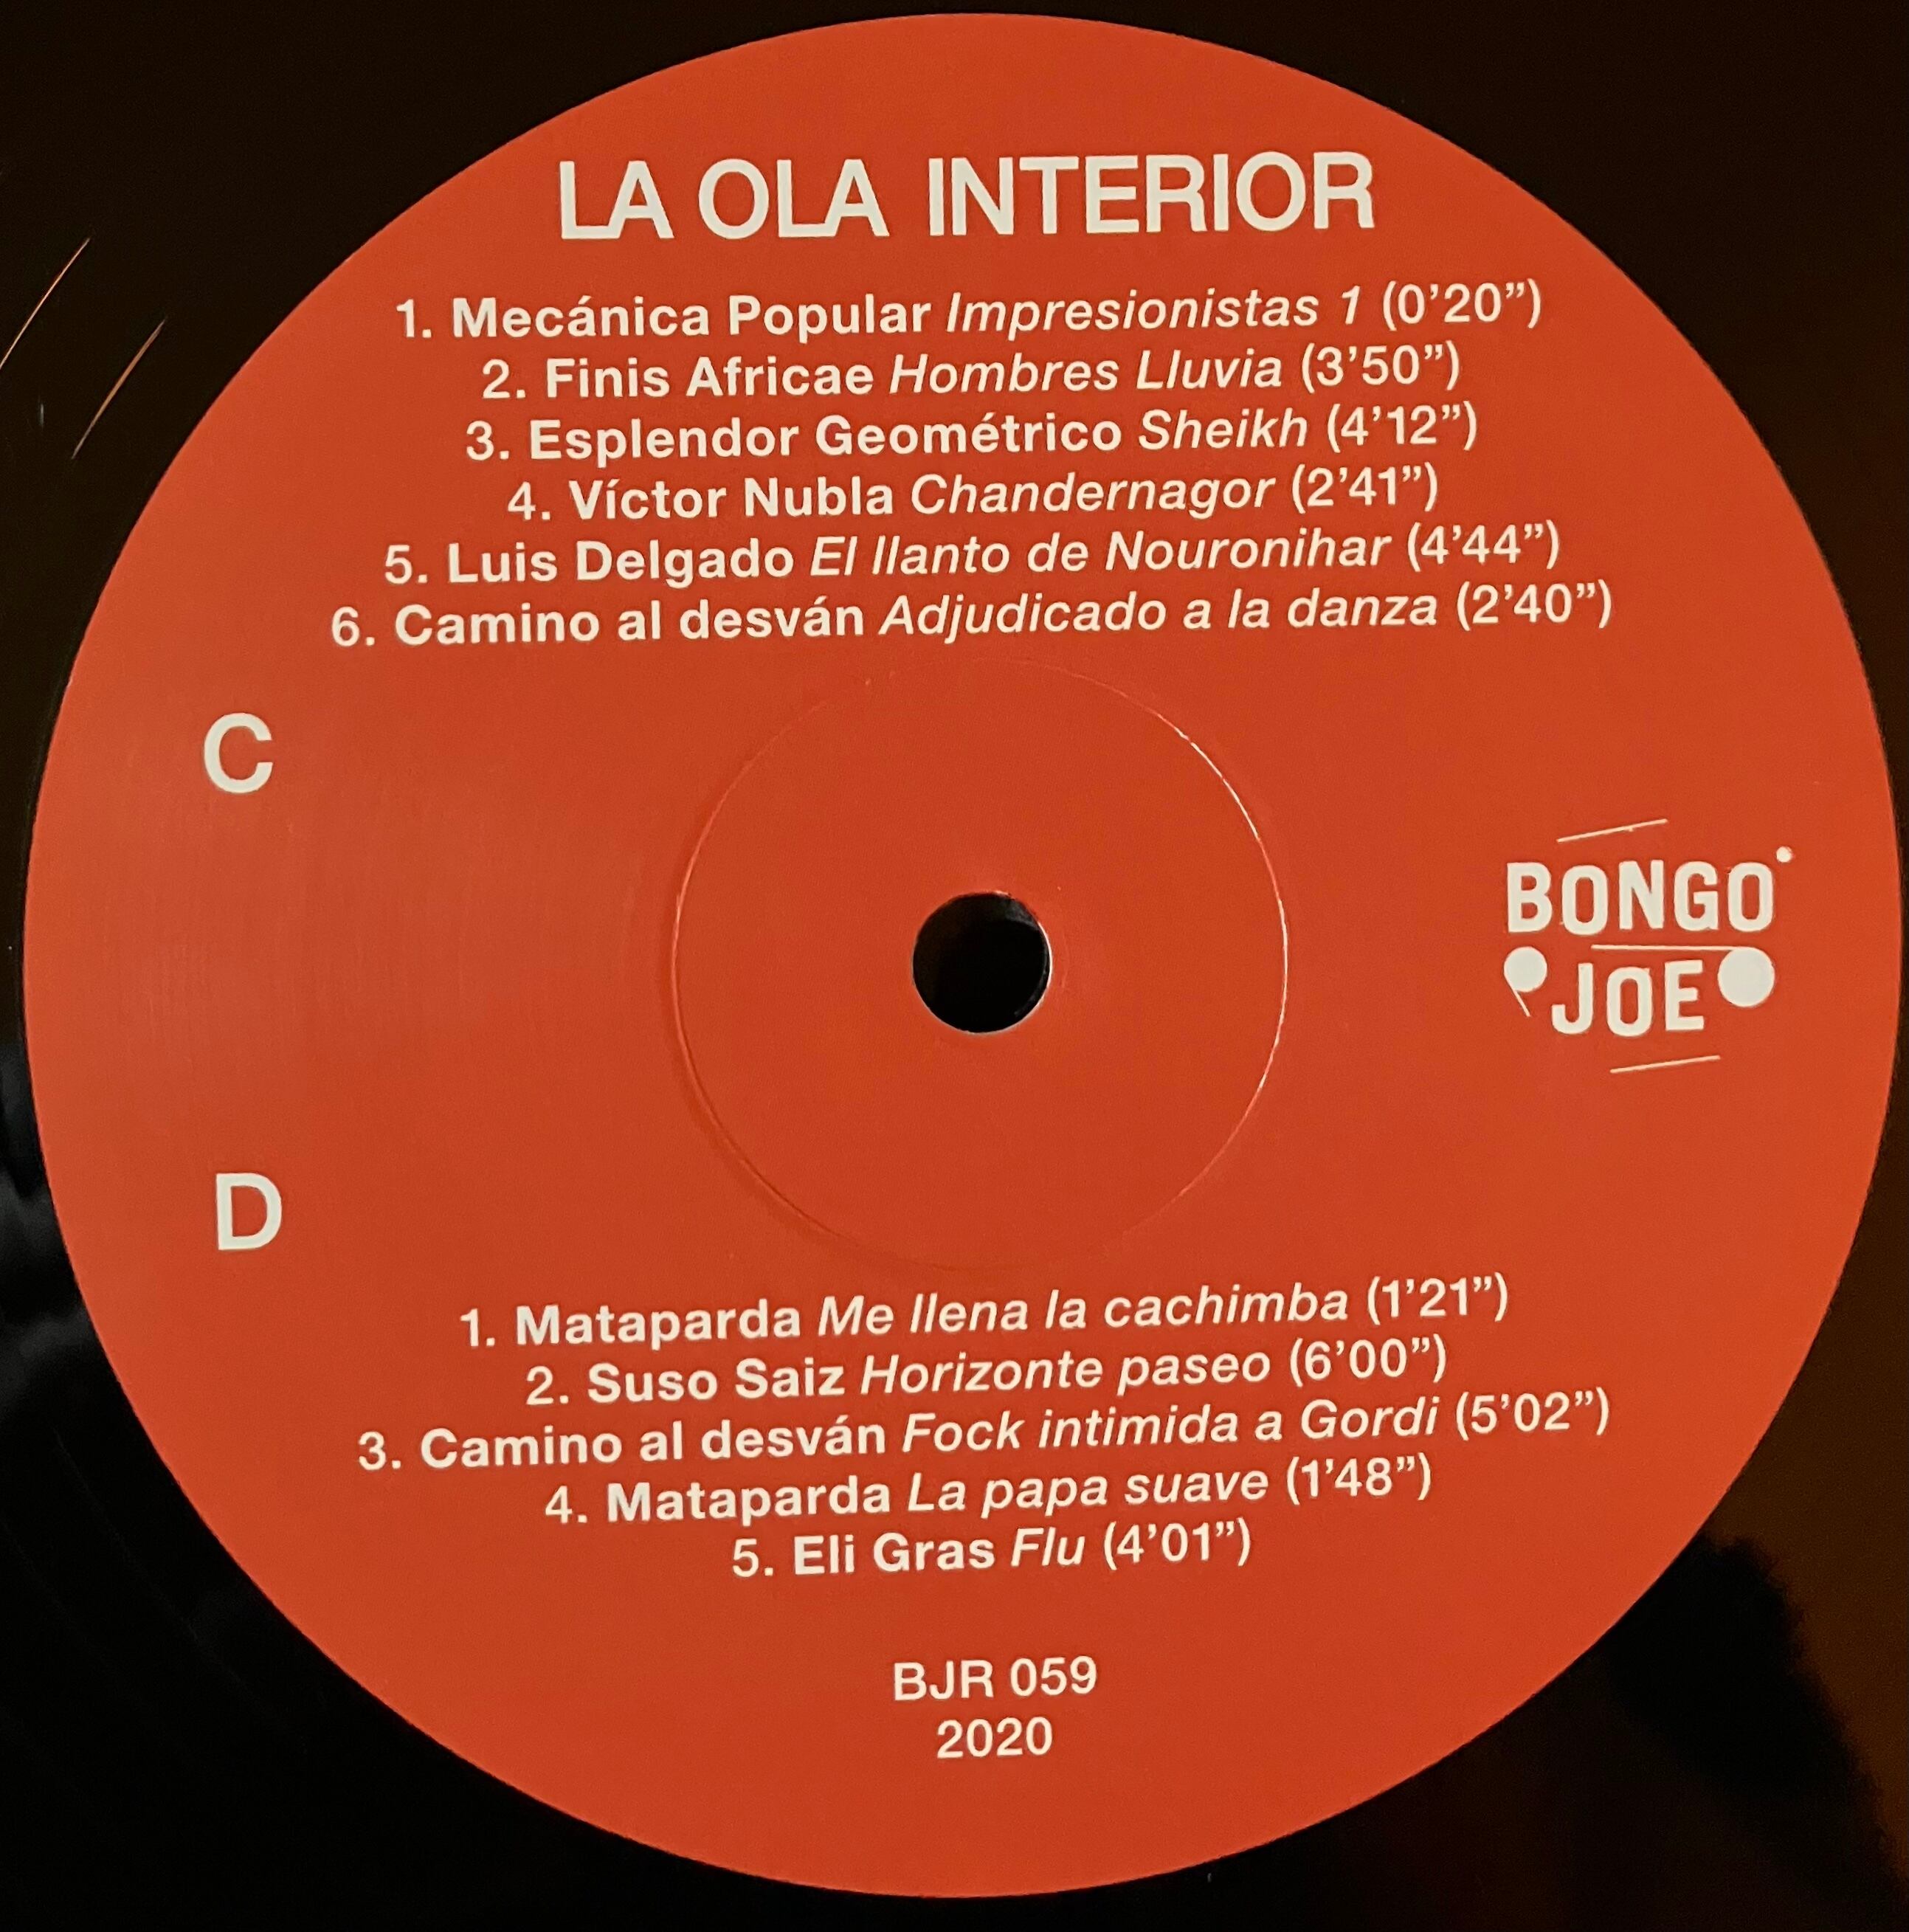 LA OLA INTERIOR
1. Mecánica Popular Impresionistas 1 (0’20”)
2. Finis Africae Hombres Lluvia (3’50”)
3. Esplendor Geométrico Sheikh (4’12”)
4. Víctor Nubla Chandernagor (2’41”)
5. Luis Delgado El llanto de Nouronihar (4’44”)
6. Camino al desván Adjudicado a la danza (2’40”)
C
BONGO
JOE
D
1. Mataparda Me llena la cachimba (1’21”)
2. Suso Saiz Horizonte paseo (6’00”)
3. Camino al desván Fock intimida a Gordi (5’02”)
4. Mataparda La papa suave (1’48”)
5. Eli Gras Flu (4’01”)
BJR 059
2020